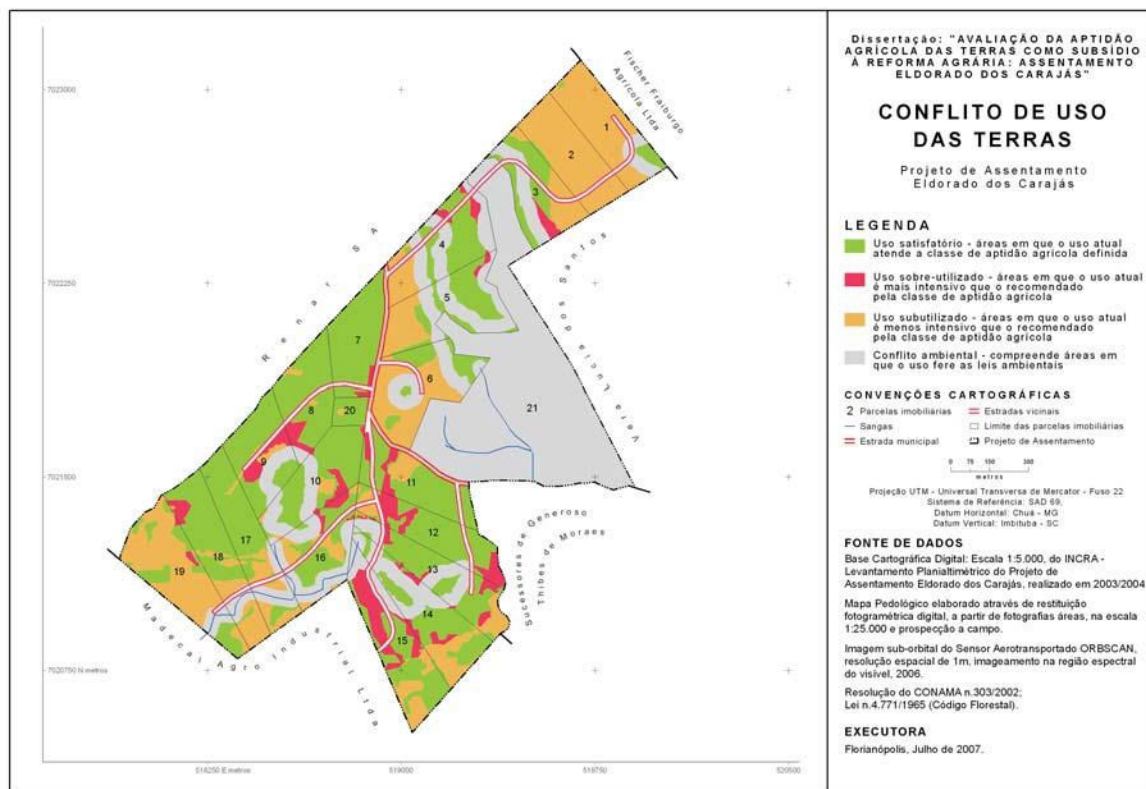 7023000
7022250
7021500
7020750 N metros
518250 E metros
519000
519750
520500
Fischer Fraiburgo
Agrícola Ltda
Renar SA
Vera Lucia dos Santos
Sucessores de Generoso
Thibes de Moraes
Madecal Agro Industrial Ltda
1
2
3
4
5
6
7
8
9
10
11
12
13
14
15
16
17
18
19
20
21
Dissertação: "AVALIAÇÃO DA APTIDÃO
AGRÍCOLA DAS TERRAS COMO SUBSÍDIO
À REFORMA AGRÁRIA: ASSENTAMENTO
ELDORADO DOS CARAJÁS"
CONFLITO DE USO
DAS TERRAS
Projeto de Assentamento
Eldorado dos Carajás
LEGENDA
Uso satisfatório - áreas em que o uso atual
atende a classe de aptidão agrícola definida
Uso sobre-utilizado - áreas em que o uso atual
é mais intensivo que o recomendado
pela classe de aptidão agrícola
Uso subutilizado - áreas em que o uso atual
é menos intensivo que o recomendado
pela classe de aptidão agrícola
Conflito ambiental - compreende áreas em
que o uso fere as leis ambientais
CONVENÇÕES CARTOGRÁFICAS
2 Parcelas imobiliárias
Estradas vicinais
Sangas
Limite das parcelas imobiliárias
Estrada municipal
Projeto de Assentamento
0 75 150 300
metros
Projeção UTM - Universal Transversa de Mercator - Fuso 22
Sistema de Referência: SAD 69,
Datum Horizontal: Chuá - MG
Datum Vertical: Imbituba - SC
FONTE DE DADOS
Base Cartográfica Digital: Escala 1:5.000, do INCRA -
Levantamento Planialtimétrico do Projeto de
Assentamento Eldorado dos Carajás, realizado em 2003/2004
Mapa Pedológico elaborado através de restituição
fotogramétrica digital, a partir de fotografias áreas, na escala
1:25.000 e prospecção a campo.
Imagem sub-orbital do Sensor Aerotransportado ORBSCAN,
resolução espacial de 1m, imageamento na região espectral
do visível, 2006.
Resolução do CONAMA n.303/2002;
Lei n.4.771/1965 (Código Florestal).
EXECUTORA
Florianópolis, Julho de 2007.